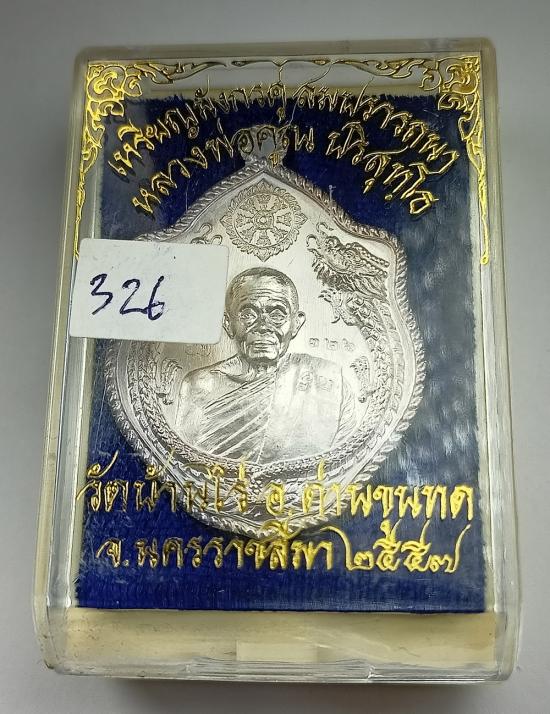 เหรียญมังกรคู่ สมปรารถนา
หลวงพ่อคูณ ปริสุทฺโธ
326
๓๒๖
คูณ
วัดบ้านไร่ อ.ด่านขุนทด
จ.นครราชสีมา ๒๕๕๗